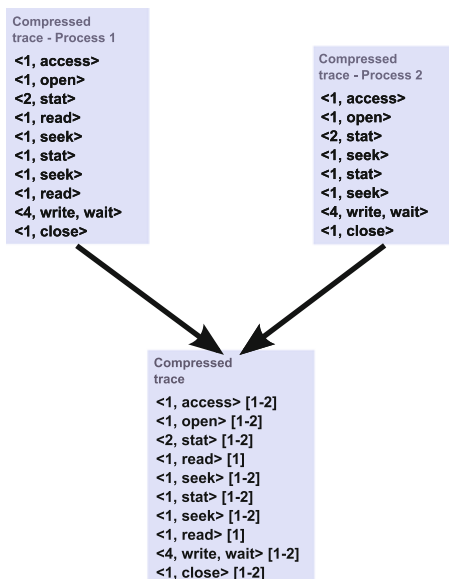 Compressed
trace - Process 1
<1, access>
<1, open>
<2, stat>
<1, read>
<1, seek>
<1, stat>
<1, seek>
<1, read>
<4, write, wait>
<1, close>
Compressed
trace - Process 2
<1, access>
<1, open>
<2, stat>
<1, seek>
<1, stat>
<1, seek>
<4, write, wait>
<1, close>
Compressed
trace
<1, access> [1-2]
<1, open> [1-2]
<2, stat> [1-2]
<1, read> [1]
<1, seek> [1-2]
<1, stat> [1-2]
<1, seek> [1-2]
<1, read> [1]
<4, write, wait> [1-2]
<1, close> [1-2]